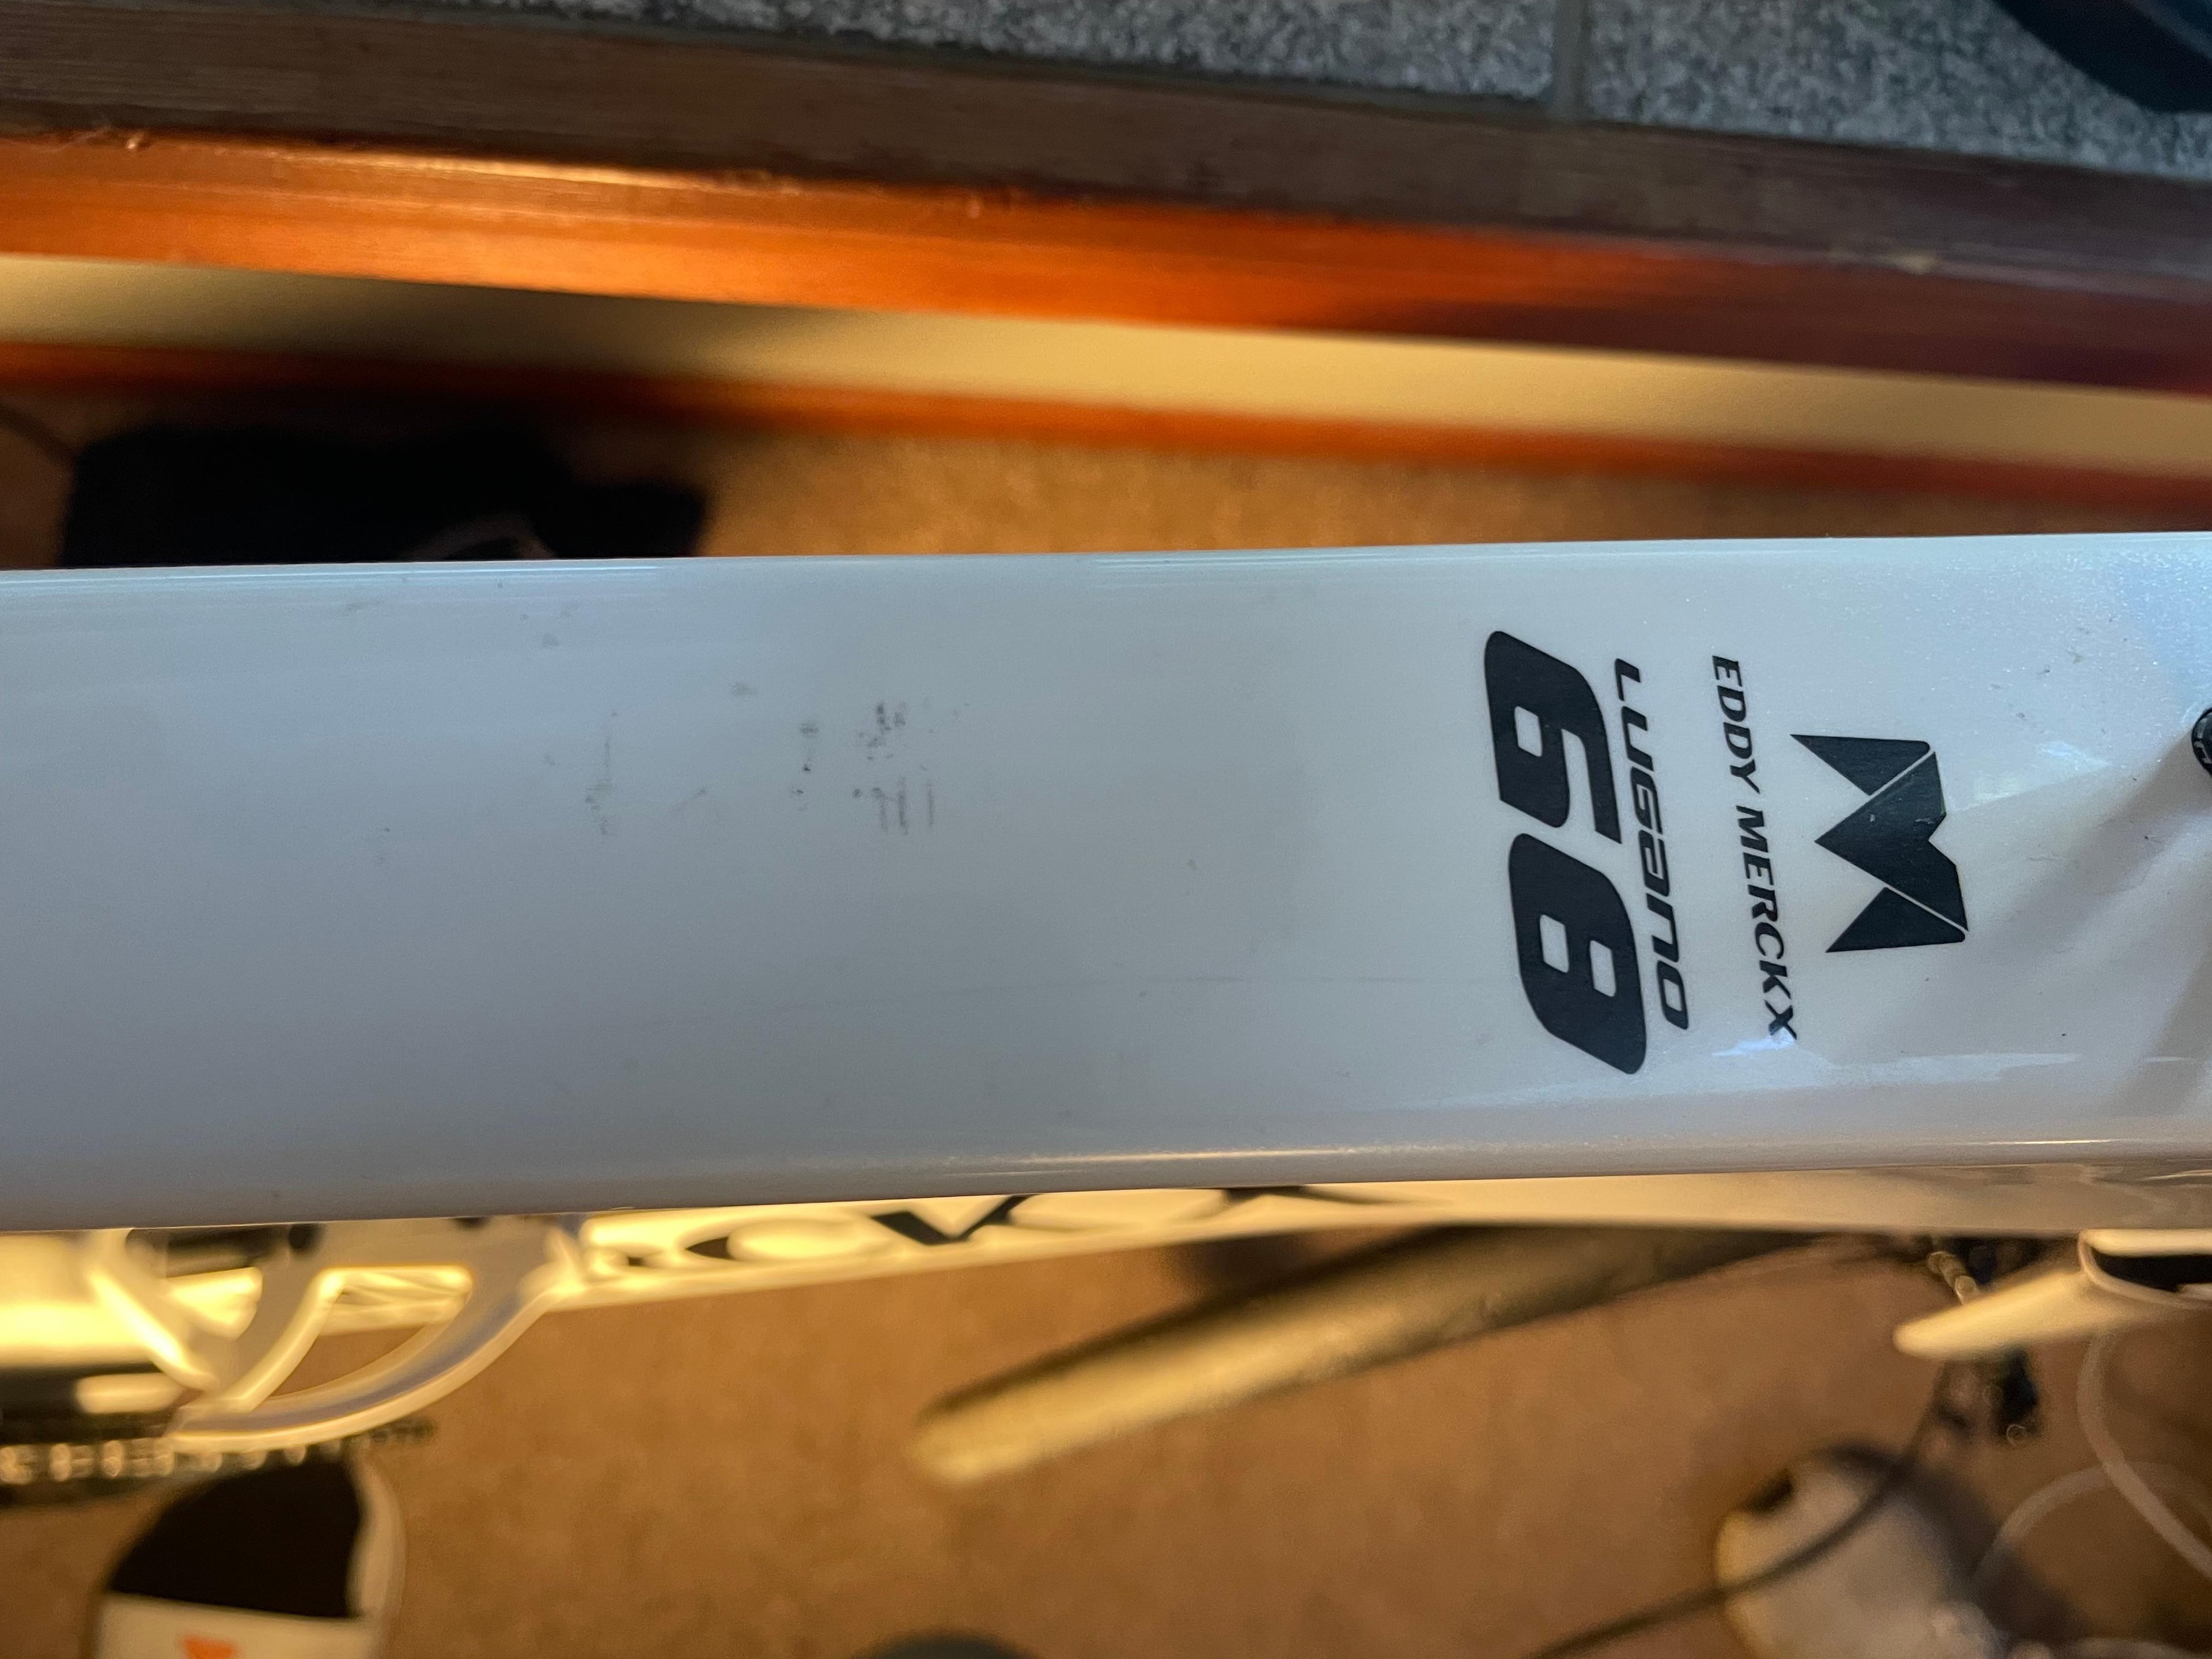 EDDY MERCKX
LUGano
68